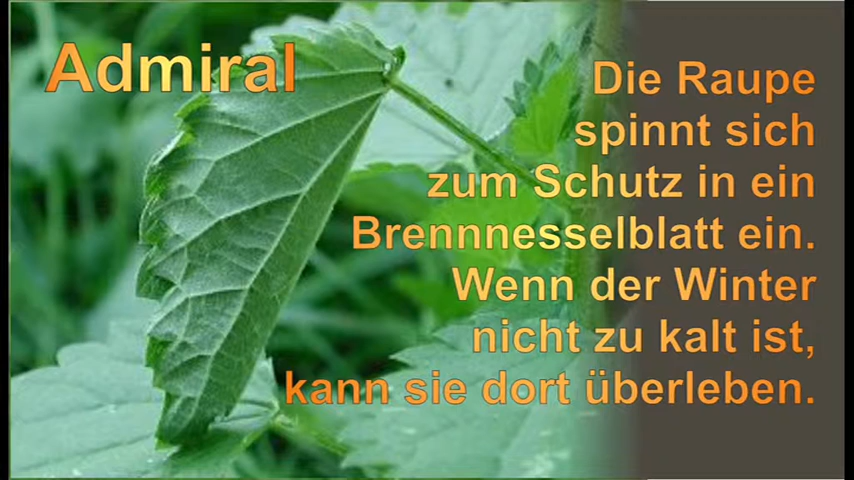 Admiral
Die Raupe
spinnt sich
zum Schutz in ein
Brennnesselblatt ein.
Wenn der Winter
nicht zu kalt ist,
kann sie dort überleben.